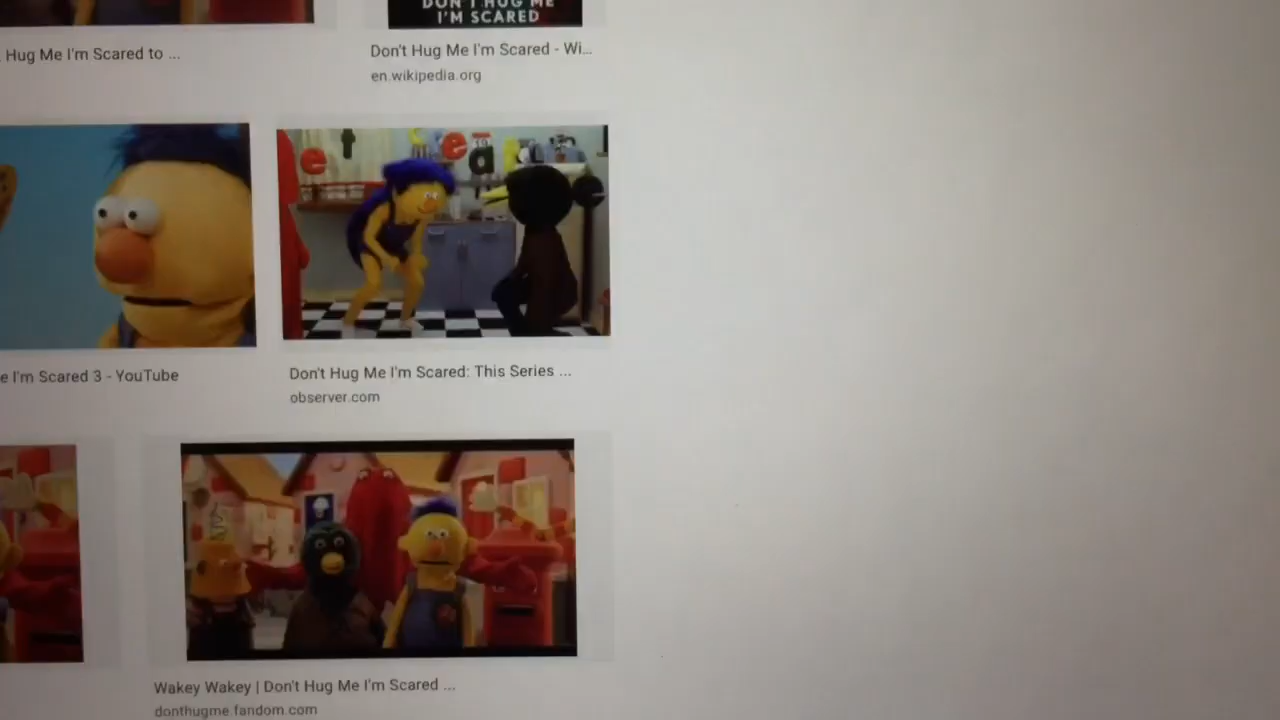 DON'T HUG ME
I'M SCARED
Hug Me I'm Scared to ...
Don't Hug Me I'm Scared - Wi...
en.wikipedia.org
e I'm Scared 3 - YouTube
Don't Hug Me I'm Scared: This Series ...
observer.com
Wakey Wakey | Don't Hug Me I'm Scared ...
donthugme.fandom.com